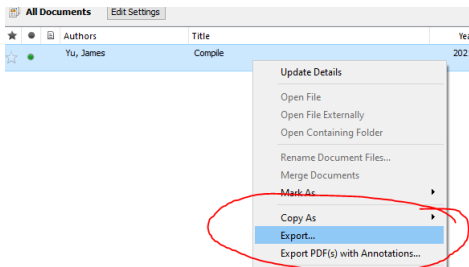 All Documents Edit Settings
Authors Title Yea
Yu, James Compile 202
Update Details
Open File
Open File Externally
Open Containing Folder
Rename Document Files...
Merge Documents
Mark As
Copy As
Export...
Export PDF(s) with Annotations...